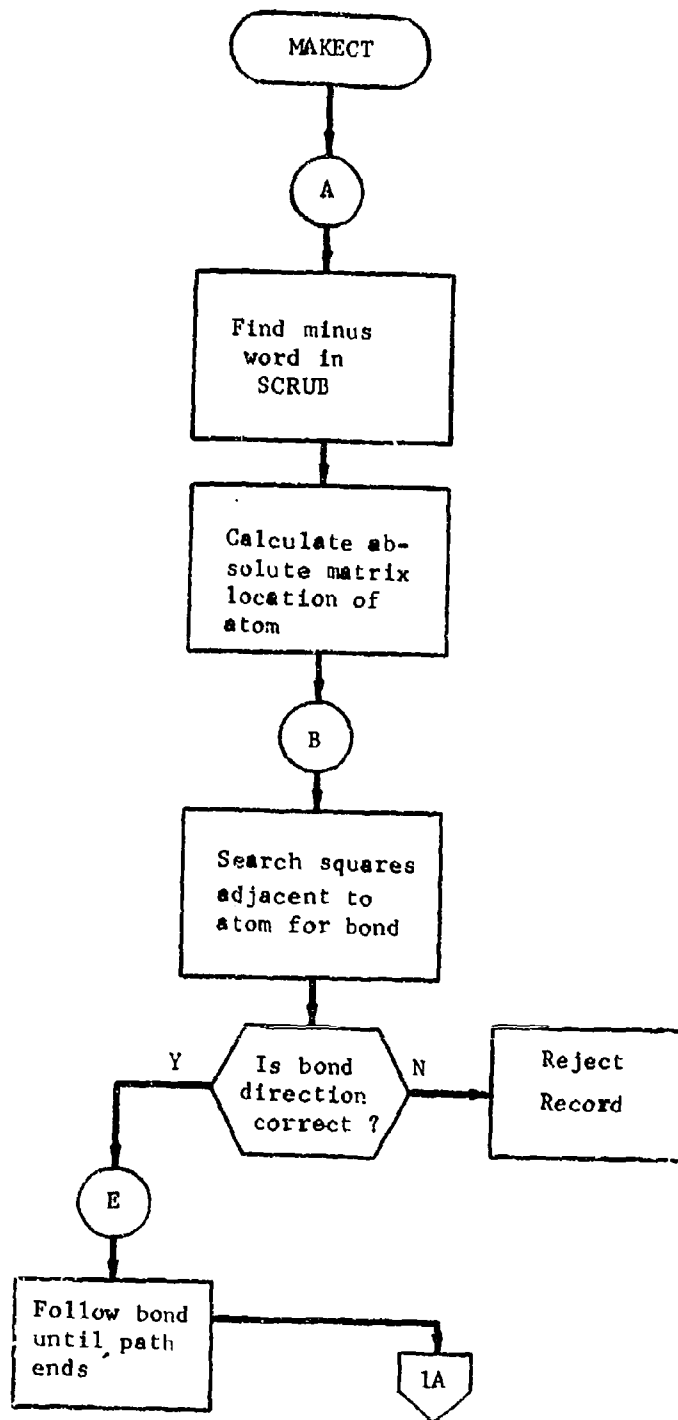 MAKECT
A
Find minus
word in
SCRUB
Calculate ab-
solute matrix
location of
atom
B
Search squares
adjacent to
atom for bond
Y
Is bond
direction
correct ?
N
Reject
Record
E
Follow bond
until path
ends
1A